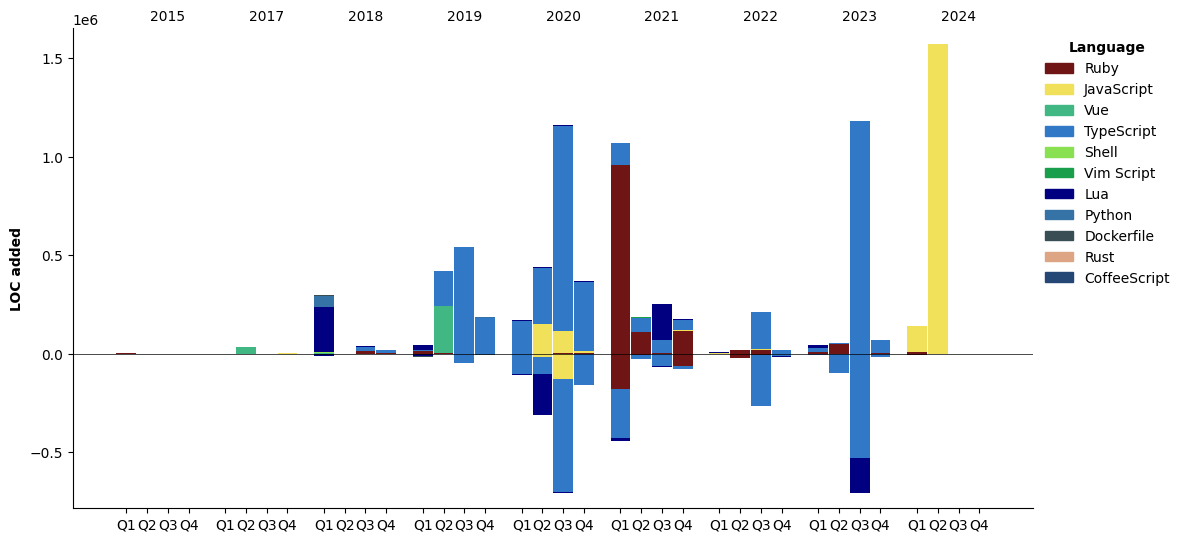 2015 2017 2018 2019 2020 2021 2022 2023 2024
1e6
Language
Ruby
JavaScript
Vue
TypeScript
Shell
Vim Script
Lua
Python
Dockerfile
Rust
CoffeeScript
LOC added
1.5
1.0
0.5
0.0
−0.5
Q1 Q2 Q3 Q4 Q1 Q2 Q3 Q4 Q1 Q2 Q3 Q4 Q1 Q2 Q3 Q4 Q1 Q2 Q3 Q4 Q1 Q2 Q3 Q4 Q1 Q2 Q3 Q4 Q1 Q2 Q3 Q4 Q1 Q2 Q3 Q4